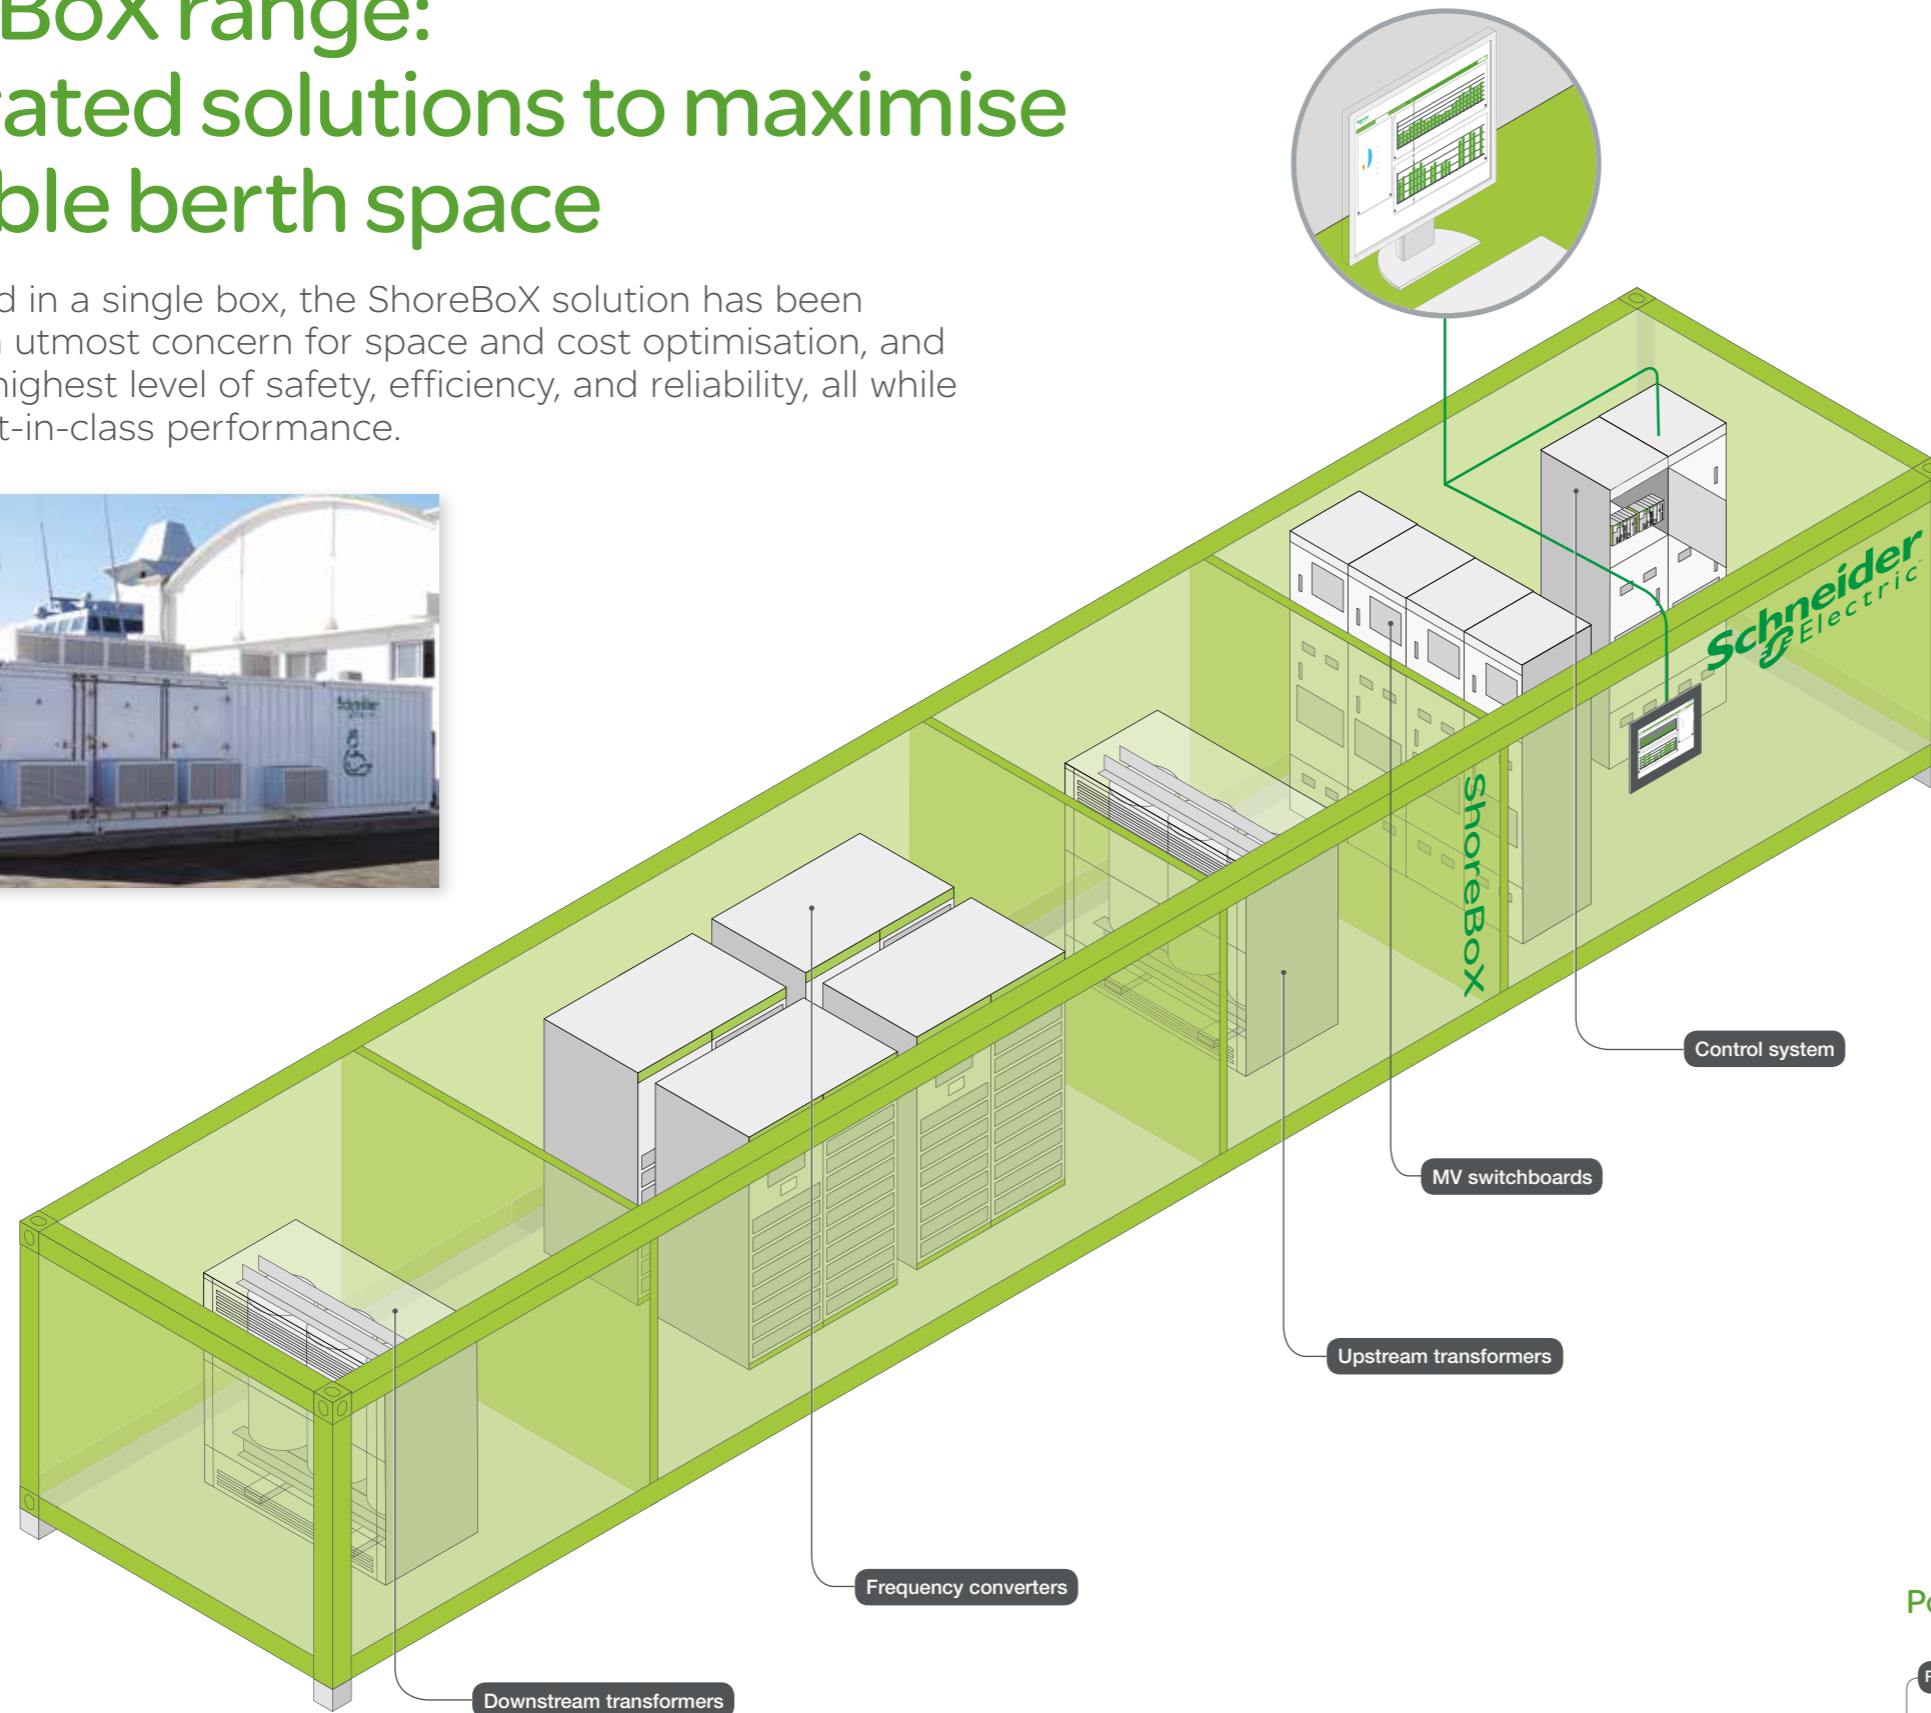 BoX range:
rated solutions to maximise
ble berth space
d in a single box, the ShoreBoX solution has been
n utmost concern for space and cost optimisation, and
highest level of safety, efficiency, and reliability, all while
t-in-class performance.
Schneider
Electric
ShoreBoX
Control system
MV switchboards
Upstream transformers
Frequency converters
Downstream transformers
Po